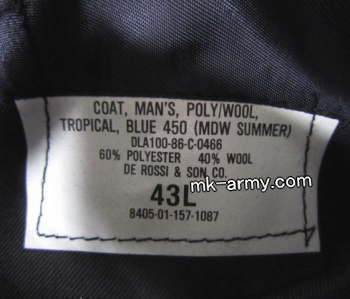 COAT, MAN'S, POLY/WOOL,
TROPICAL, BLUE 450 (MDW SUMMER)
DLA100-86-C-0466
60% POLYESTER 40% WOOL
DE ROSSI & SON CO.
43L
mk-army.com
8405-01-157-1087